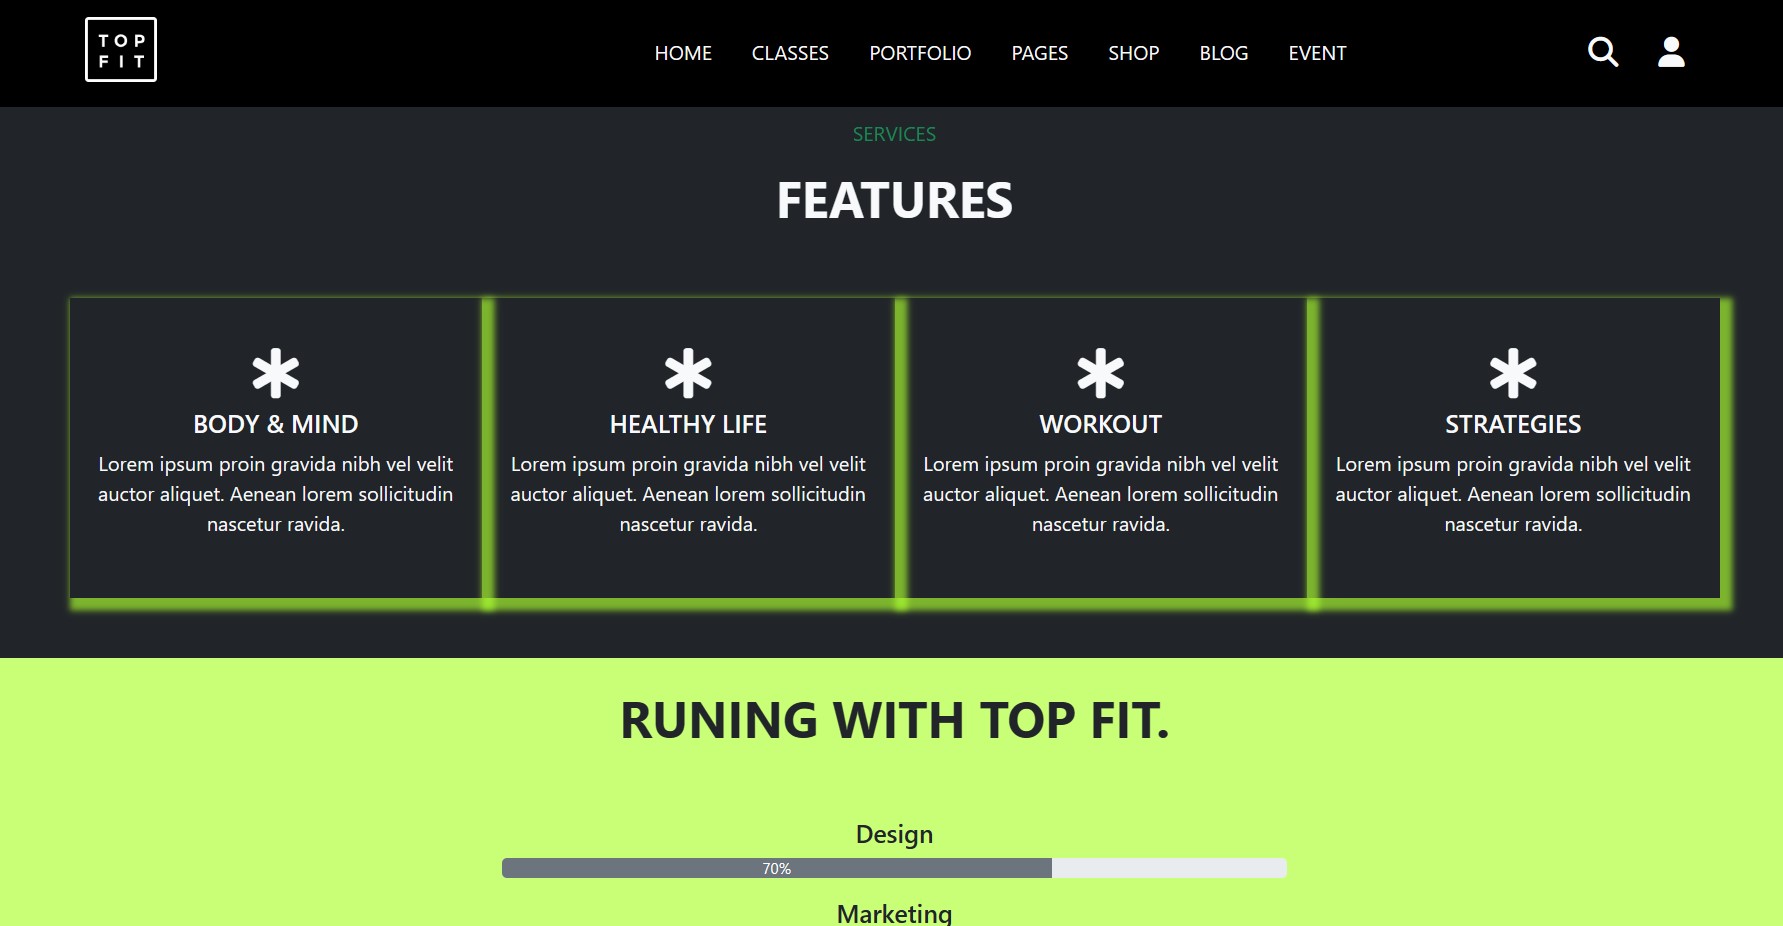 TOP
FIT
HOME CLASSES PORTFOLIO PAGES SHOP BLOG EVENT
SERVICES
FEATURES
BODY & MIND
Lorem ipsum proin gravida nibh vel velit
auctor aliquet. Aenean lorem sollicitudin
nascetur ravida.
HEALTHY LIFE
Lorem ipsum proin gravida nibh vel velit
auctor aliquet. Aenean lorem sollicitudin
nascetur ravida.
WORKOUT
Lorem ipsum proin gravida nibh vel velit
auctor aliquet. Aenean lorem sollicitudin
nascetur ravida.
STRATEGIES
Lorem ipsum proin gravida nibh vel velit
auctor aliquet. Aenean lorem sollicitudin
nascetur ravida.
RUNING WITH TOP FIT.
Design
70%
Marketing